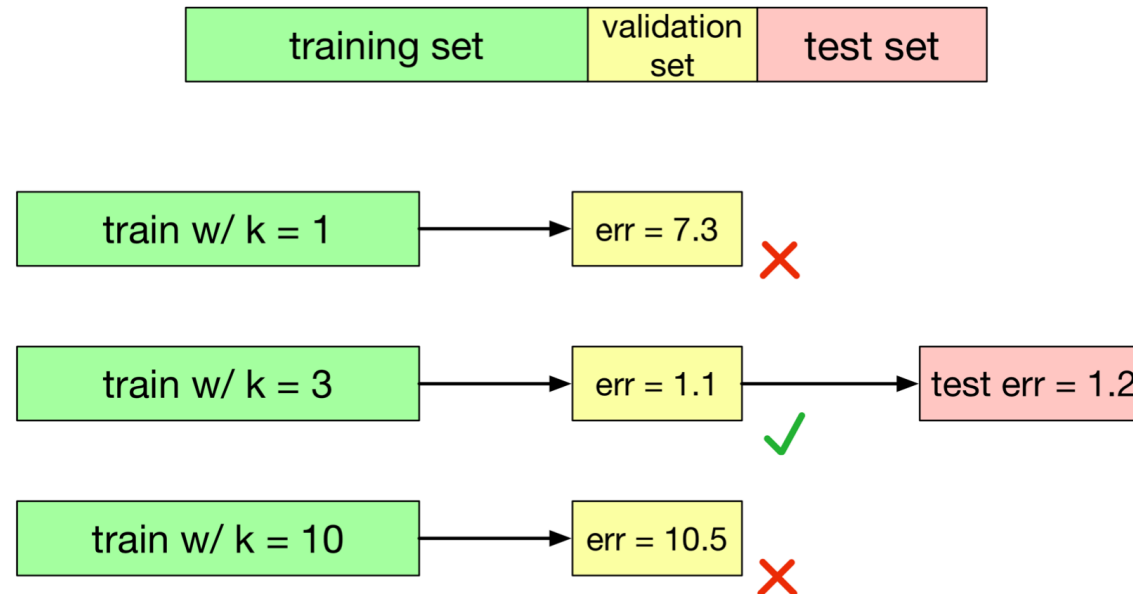 training set
validation
set
test set
train w/ k = 1
err = 7.3
train w/ k = 3
err = 1.1
test err = 1.2
train w/ k = 10
err = 10.5